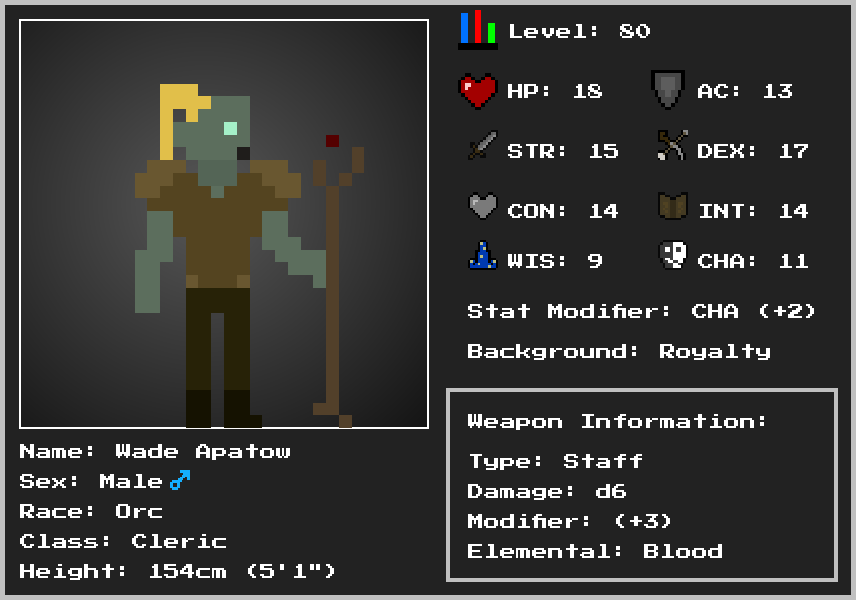 Level: 80
HP: 18
AC: 13
STR: 15
DEX: 17
CON: 14
INT: 14
WIS: 9
CHA: 11
Stat Modifier: CHA (+2)
Background: Royalty
Weapon Information:
Type: Staff
Damage: d6
Modifier: (+3)
Elemental: Blood
Name: Wade Apatow
Sex: Male♂
Race: Orc
Class: Cleric
Height: 154cm (5'1")